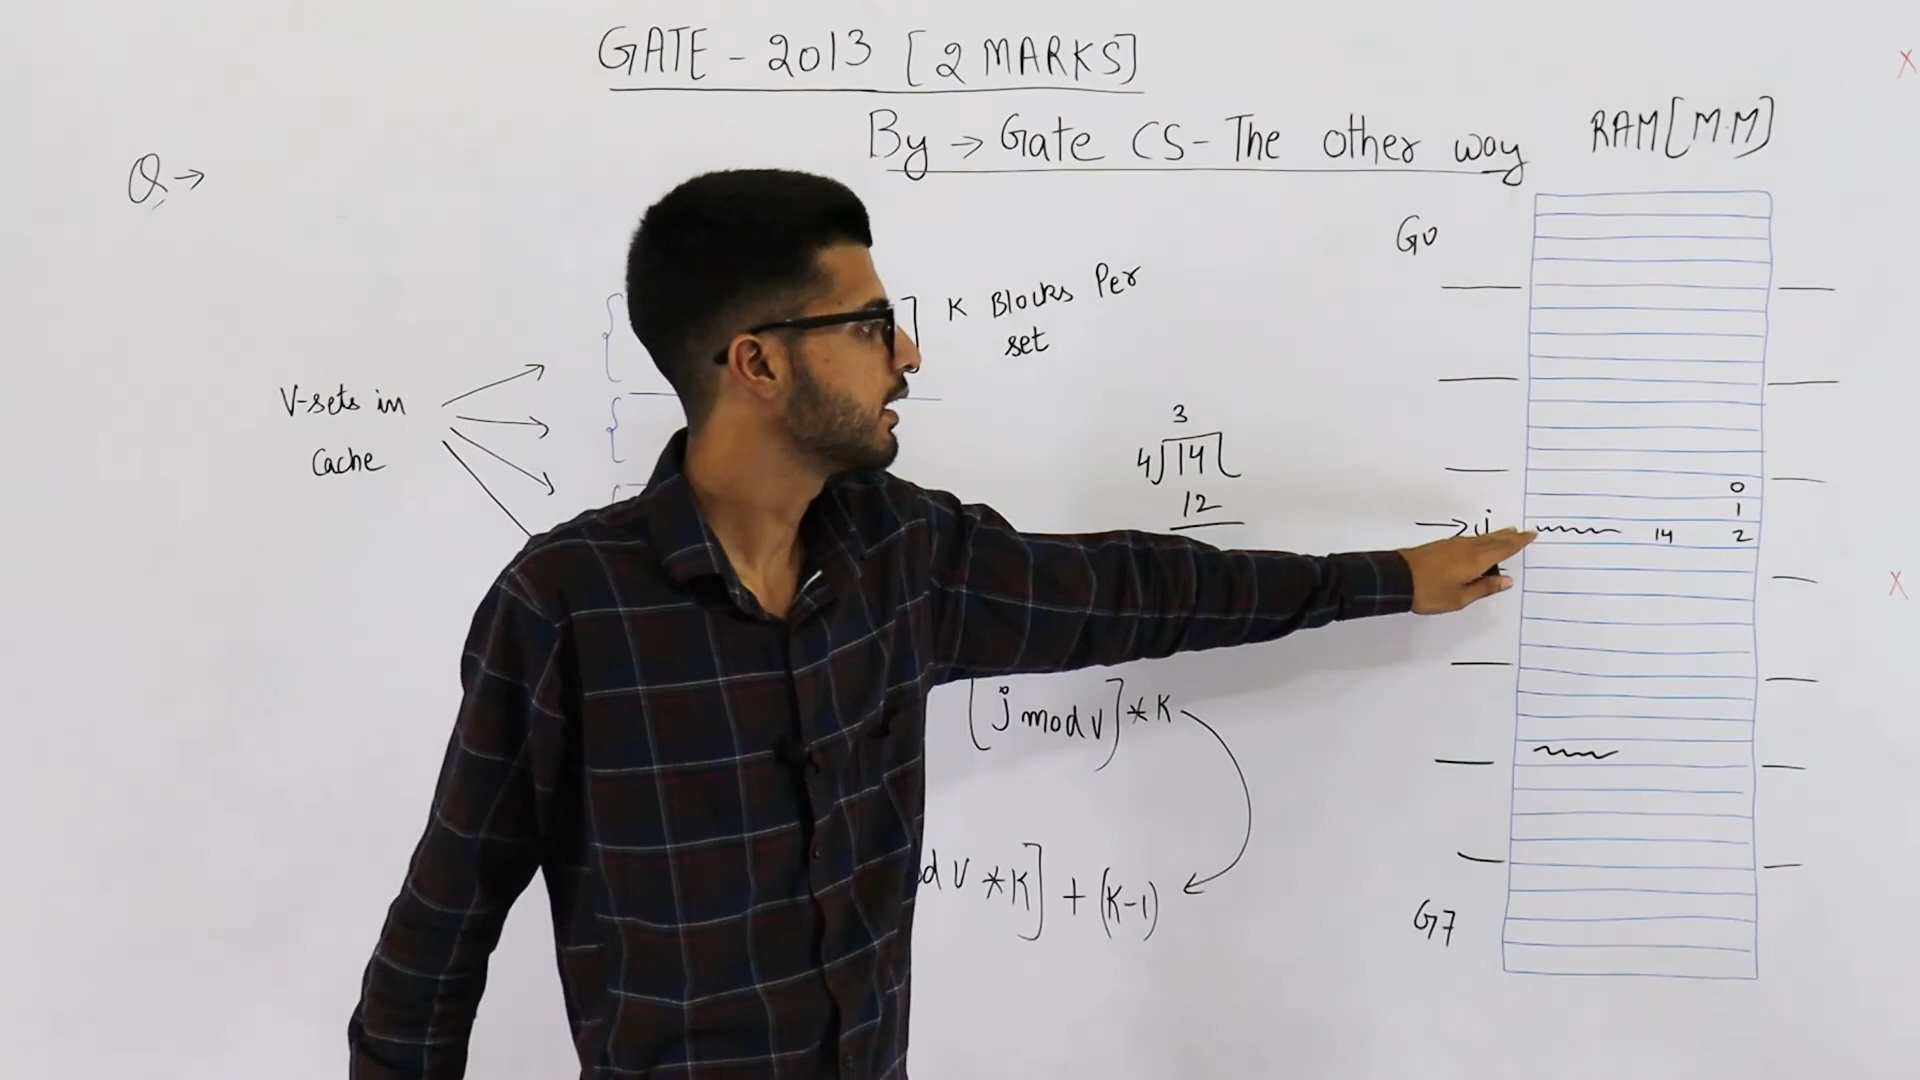 GATE - 2013 [2 MARKS]
By → Gate CS - The other way
RAM [M.M]
Q →
G0
K Blocks Per
set
V-sets in
Cache
3
4)14(
12
0
1
→ j 14 2
[j mod V] * K
V * K] + (K-1)
G7
X
X